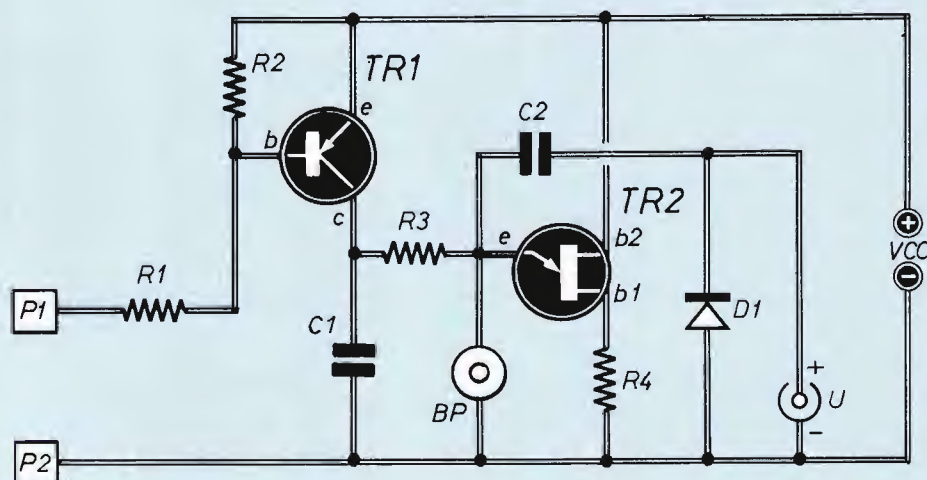 R2
TR1
e
b
c
C2
TR2
R3
e
b2
b1
+
VCC
−
R1
P1
C1
D1
BP
R4
+
U
−
P2